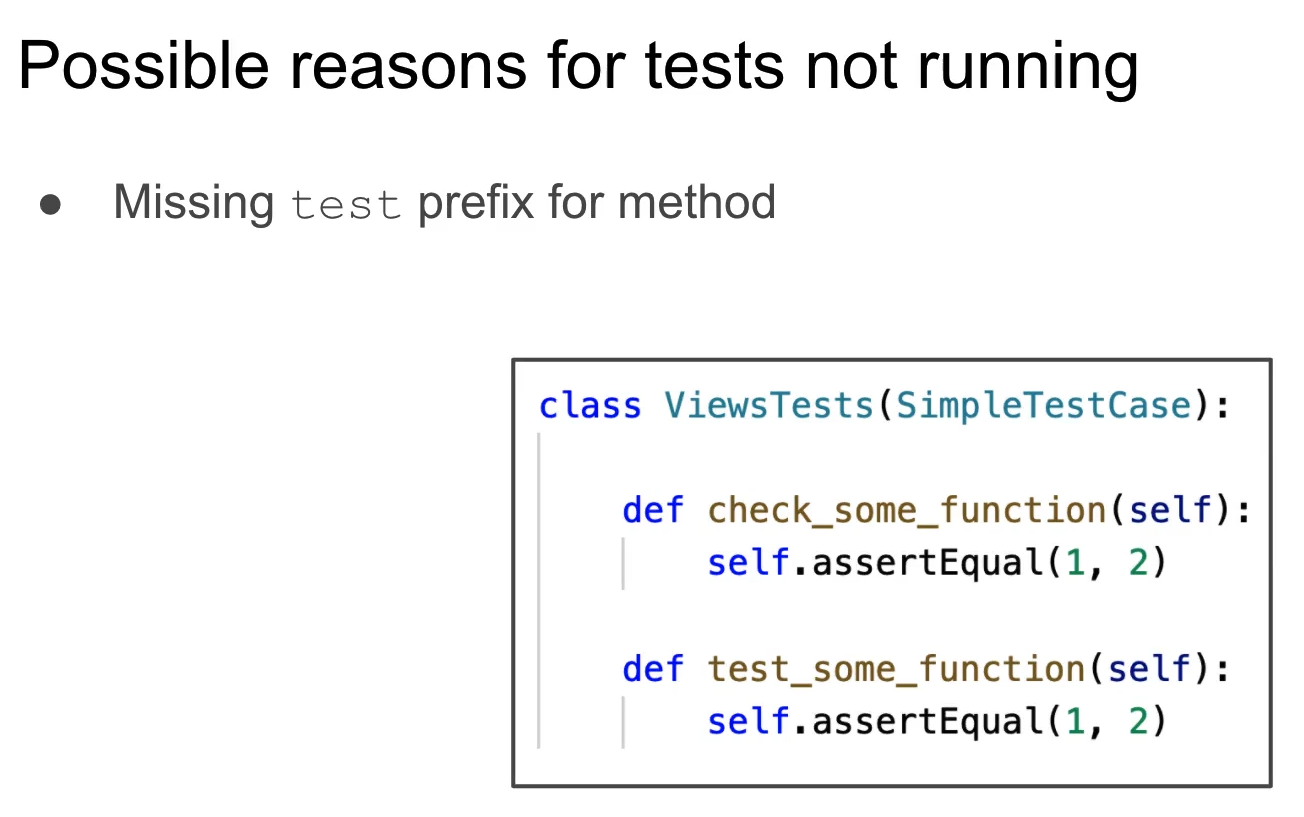 Possible reasons for tests not running
● Missing test prefix for method
class ViewsTests(SimpleTestCase):
def check_some_function(self):
self.assertEqual(1, 2)
def test_some_function(self):
self.assertEqual(1, 2)